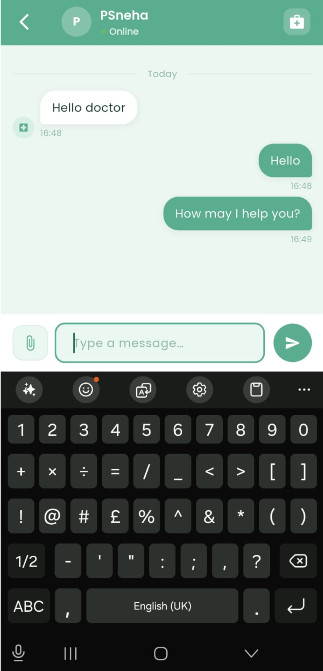 P PSneha
Online
Today
Hello doctor
16:48
Hello
16:48
How may I help you?
16:49
Type a message...
1 2 3 4 5 6 7 8 9 0
+ × ÷ = / _ < > [ ]
! @ # £ % ^ & * ( )
1/2 - ' " : ; , ?
ABC , English (UK) .